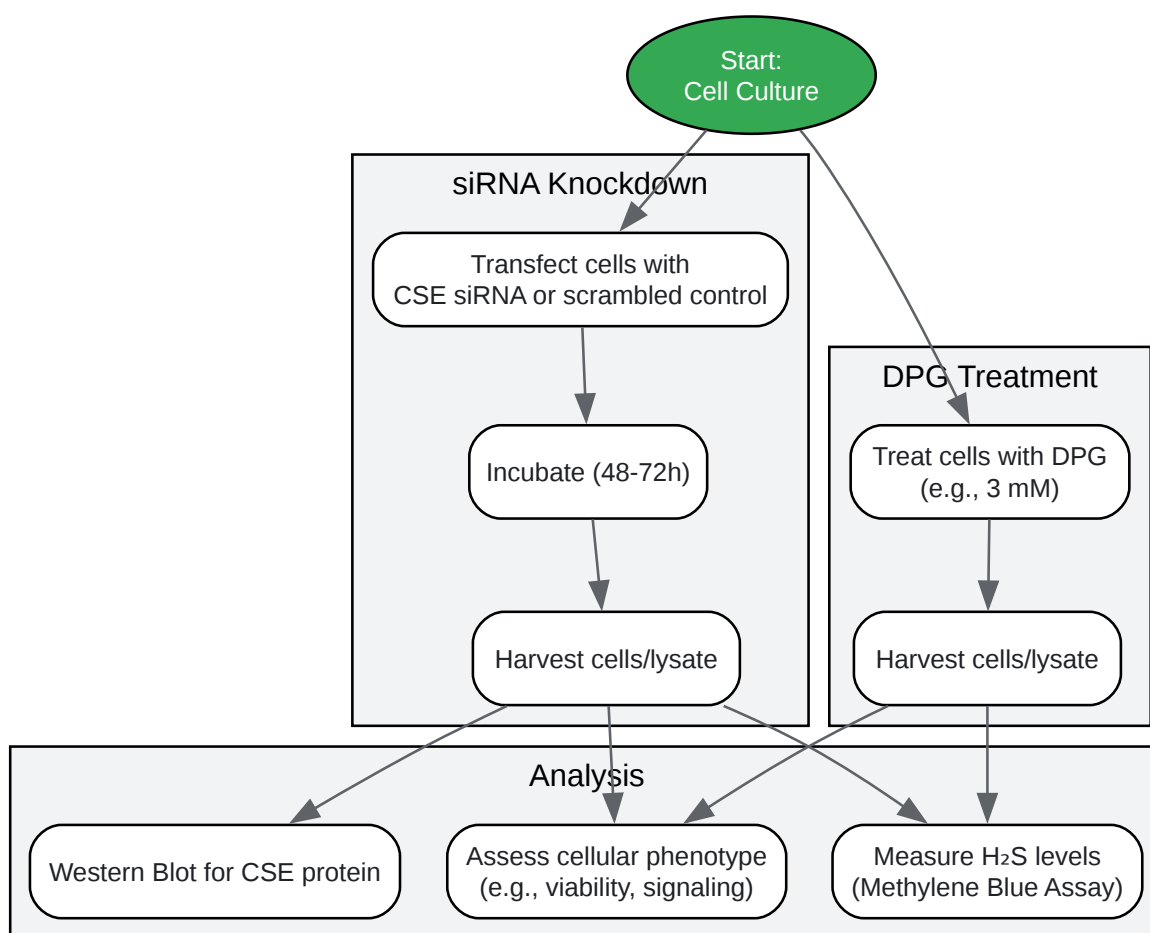 Start:
Cell Culture
siRNA Knockdown
Transfect cells with
CSE siRNA or scrambled control
Incubate (48-72h)
Harvest cells/lysate
DPG Treatment
Treat cells with DPG
(e.g., 3 mM)
Harvest cells/lysate
Analysis
Western Blot for CSE protein
Assess cellular phenotype
(e.g., viability, signaling)
Measure H₂S levels
(Methylene Blue Assay)